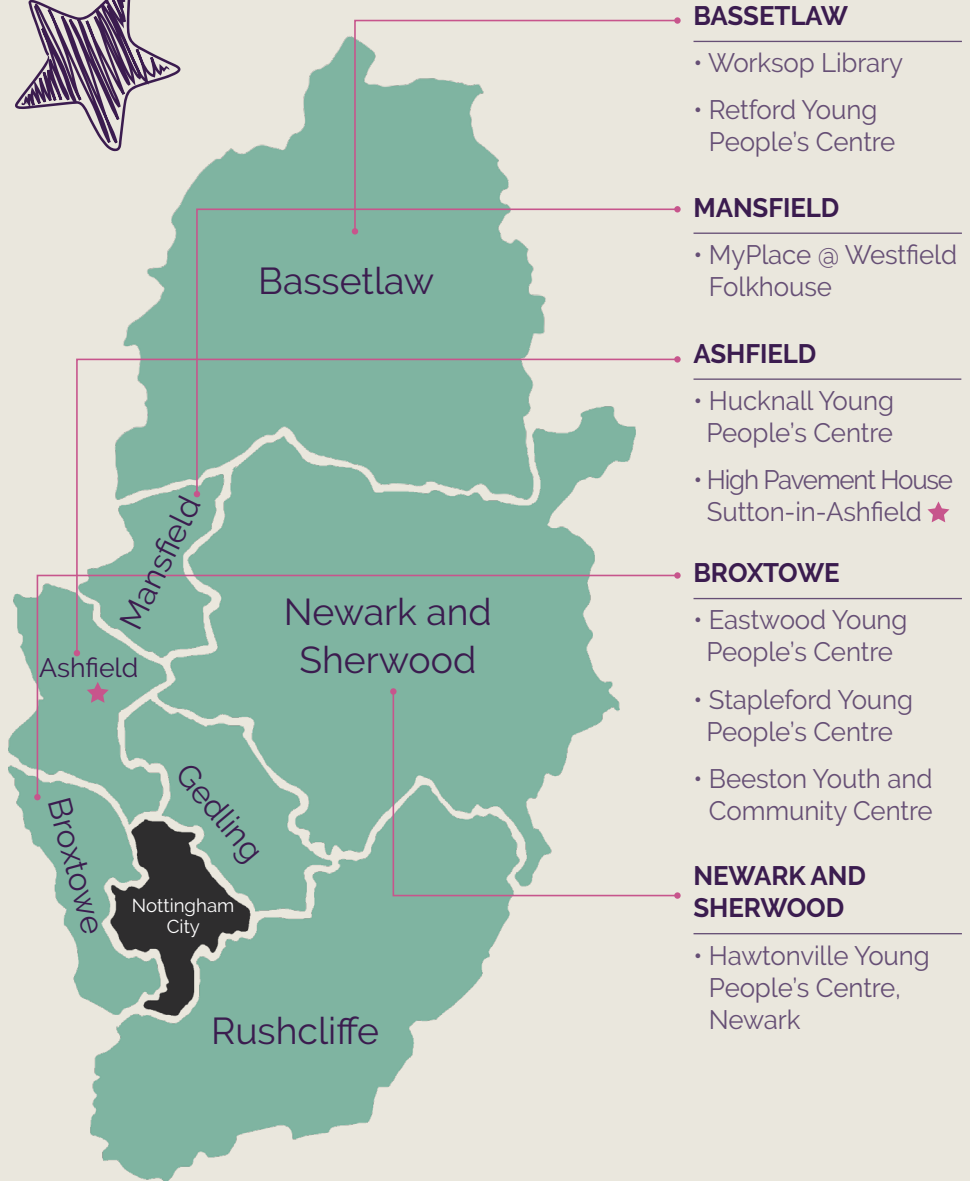 BASSETLAW
• Worksop Library
• Retford Young
People's Centre
MANSFIELD
• MyPlace @ Westfield
Folkhouse
ASHFIELD
• Hucknall Young
People's Centre
• High Pavement House
Sutton-in-Ashfield ★
BROXTOWE
• Eastwood Young
People's Centre
• Stapleford Young
People's Centre
• Beeston Youth and
Community Centre
NEWARK AND
SHERWOOD
• Hawtonville Young
People's Centre,
Newark
Bassetlaw
Mansfield
Newark and
Sherwood
Ashfield
Gedling
Broxtowe
Nottingham
City
Rushcliffe